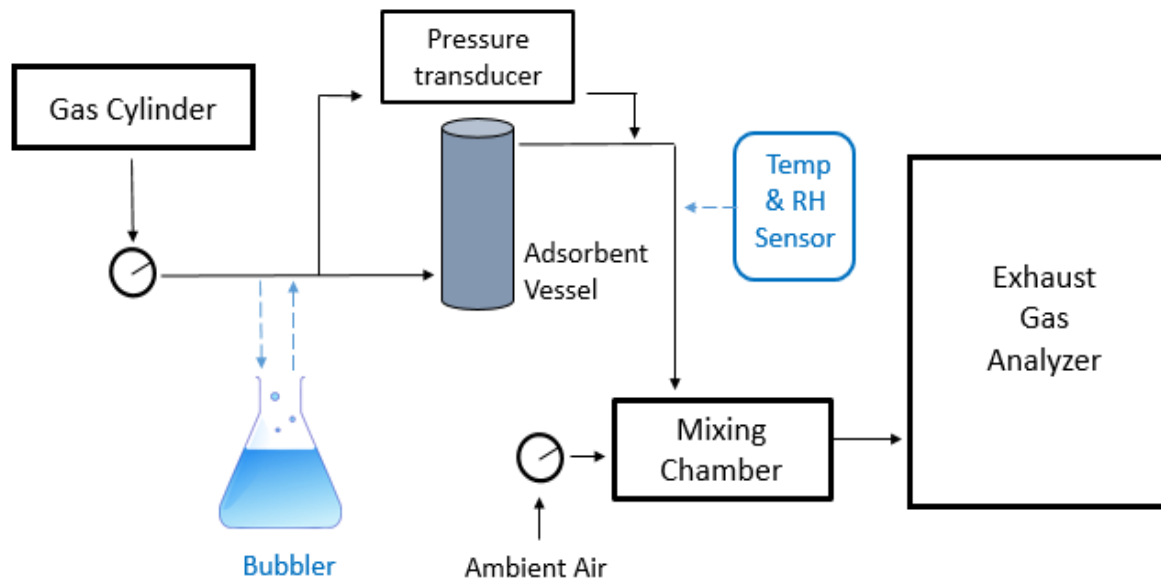 Pressure
transducer
Gas Cylinder
Temp
& RH
Sensor
Adsorbent
Vessel
Exhaust
Gas
Analyzer
Mixing
Chamber
Bubbler
Ambient Air